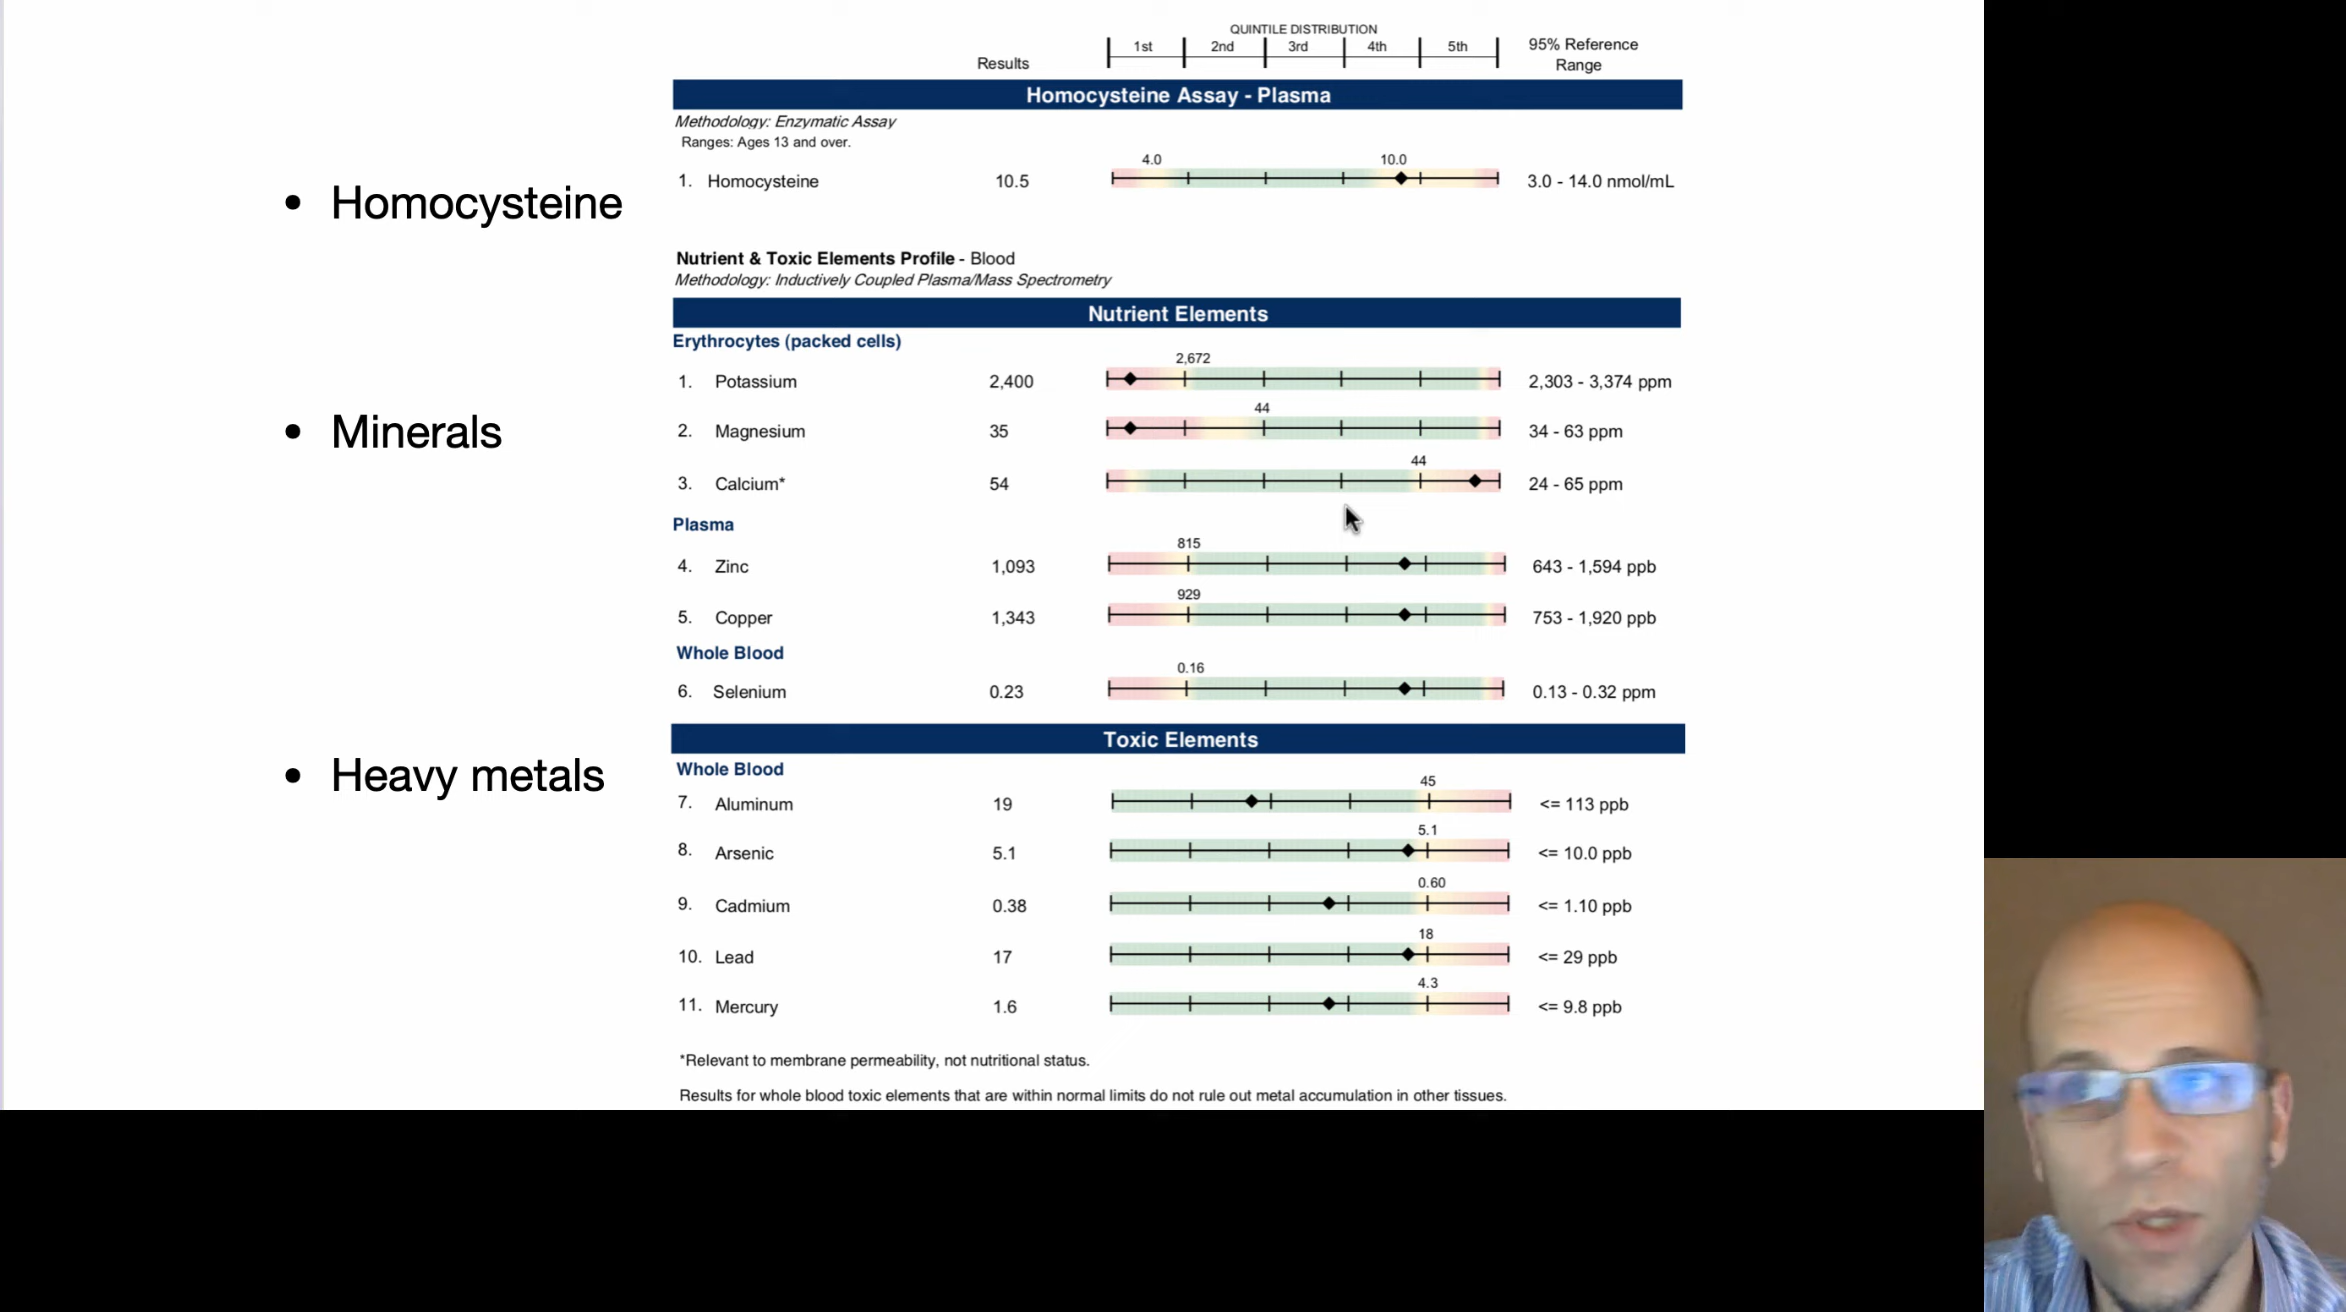 QUINTILE DISTRIBUTION
1st 2nd 3rd 4th 5th
Results
95% Reference
Range
Homocysteine Assay - Plasma
Methodology: Enzymatic Assay
Ranges: Ages 13 and over.
4.0 10.0
1. Homocysteine 10.5 3.0 - 14.0 nmol/mL
• Homocysteine
Nutrient & Toxic Elements Profile - Blood
Methodology: Inductively Coupled Plasma/Mass Spectrometry
Nutrient Elements
Erythrocytes (packed cells)
2,672
1. Potassium 2,400 2,303 - 3,374 ppm
44
2. Magnesium 35 34 - 63 ppm
• Minerals
44
3. Calcium* 54 24 - 65 ppm
Plasma
815
4. Zinc 1,093 643 - 1,594 ppb
929
5. Copper 1,343 753 - 1,920 ppb
Whole Blood
0.16
6. Selenium 0.23 0.13 - 0.32 ppm
Toxic Elements
• Heavy metals
Whole Blood
45
7. Aluminum 19 <= 113 ppb
5.1
8. Arsenic 5.1 <= 10.0 ppb
0.60
9. Cadmium 0.38 <= 1.10 ppb
18
10. Lead 17 <= 29 ppb
4.3
11. Mercury 1.6 <= 9.8 ppb
*Relevant to membrane permeability, not nutritional status.
Results for whole blood toxic elements that are within normal limits do not rule out metal accumulation in other tissues.